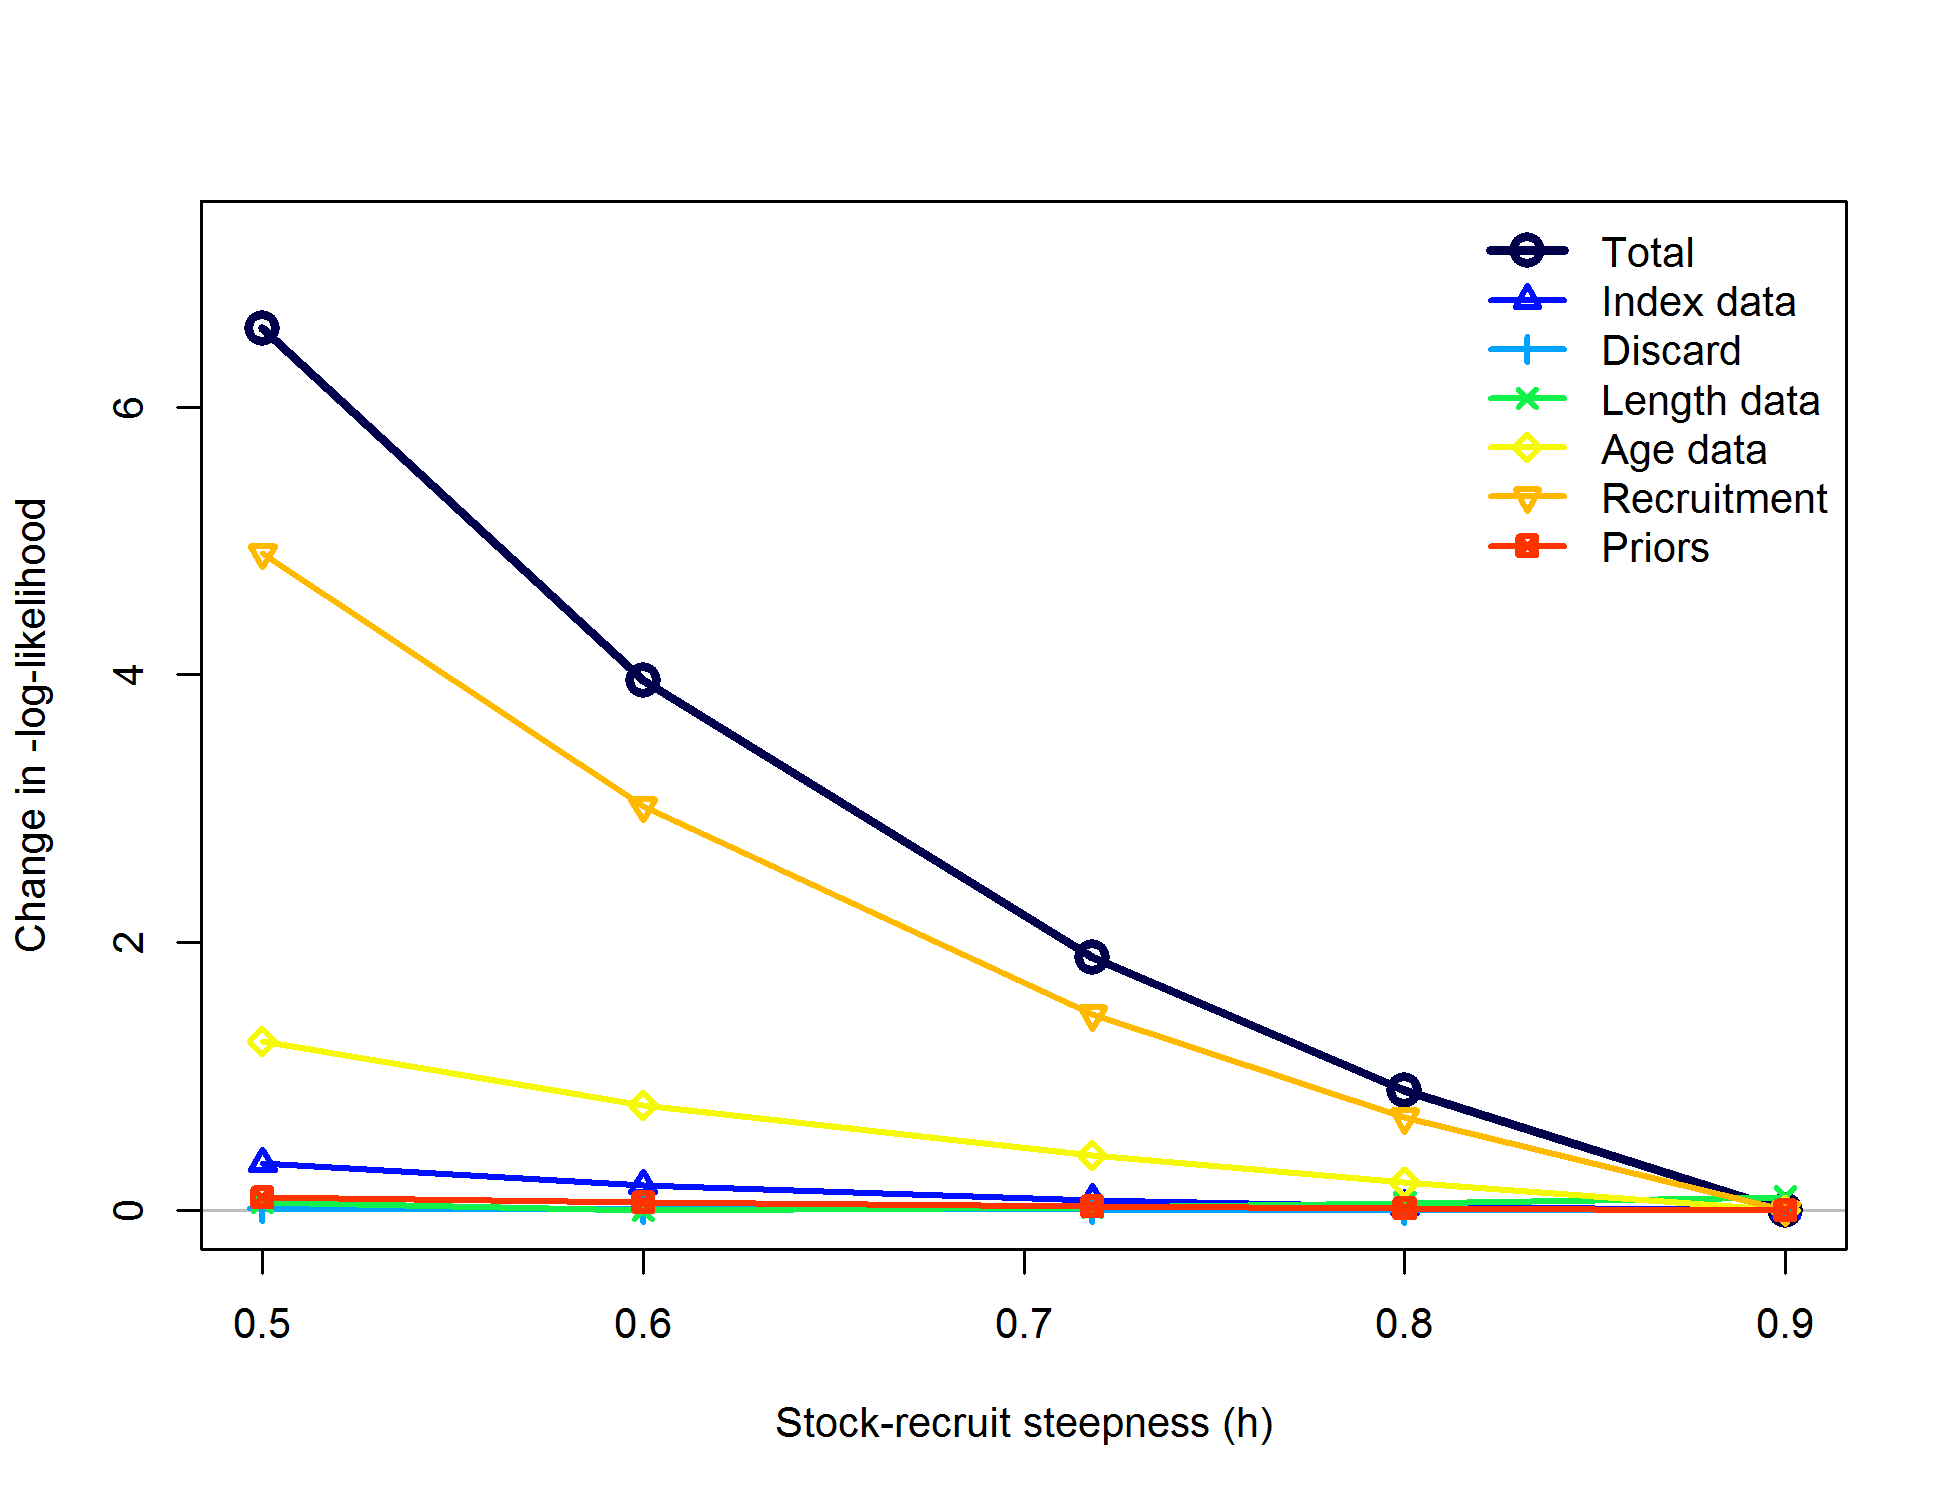 Total
Index data
Discard
Length data
Age data
Recruitment
Priors
Change in -log-likelihood
6
4
2
0
0.5 0.6 0.7 0.8 0.9
Stock-recruit steepness (h)